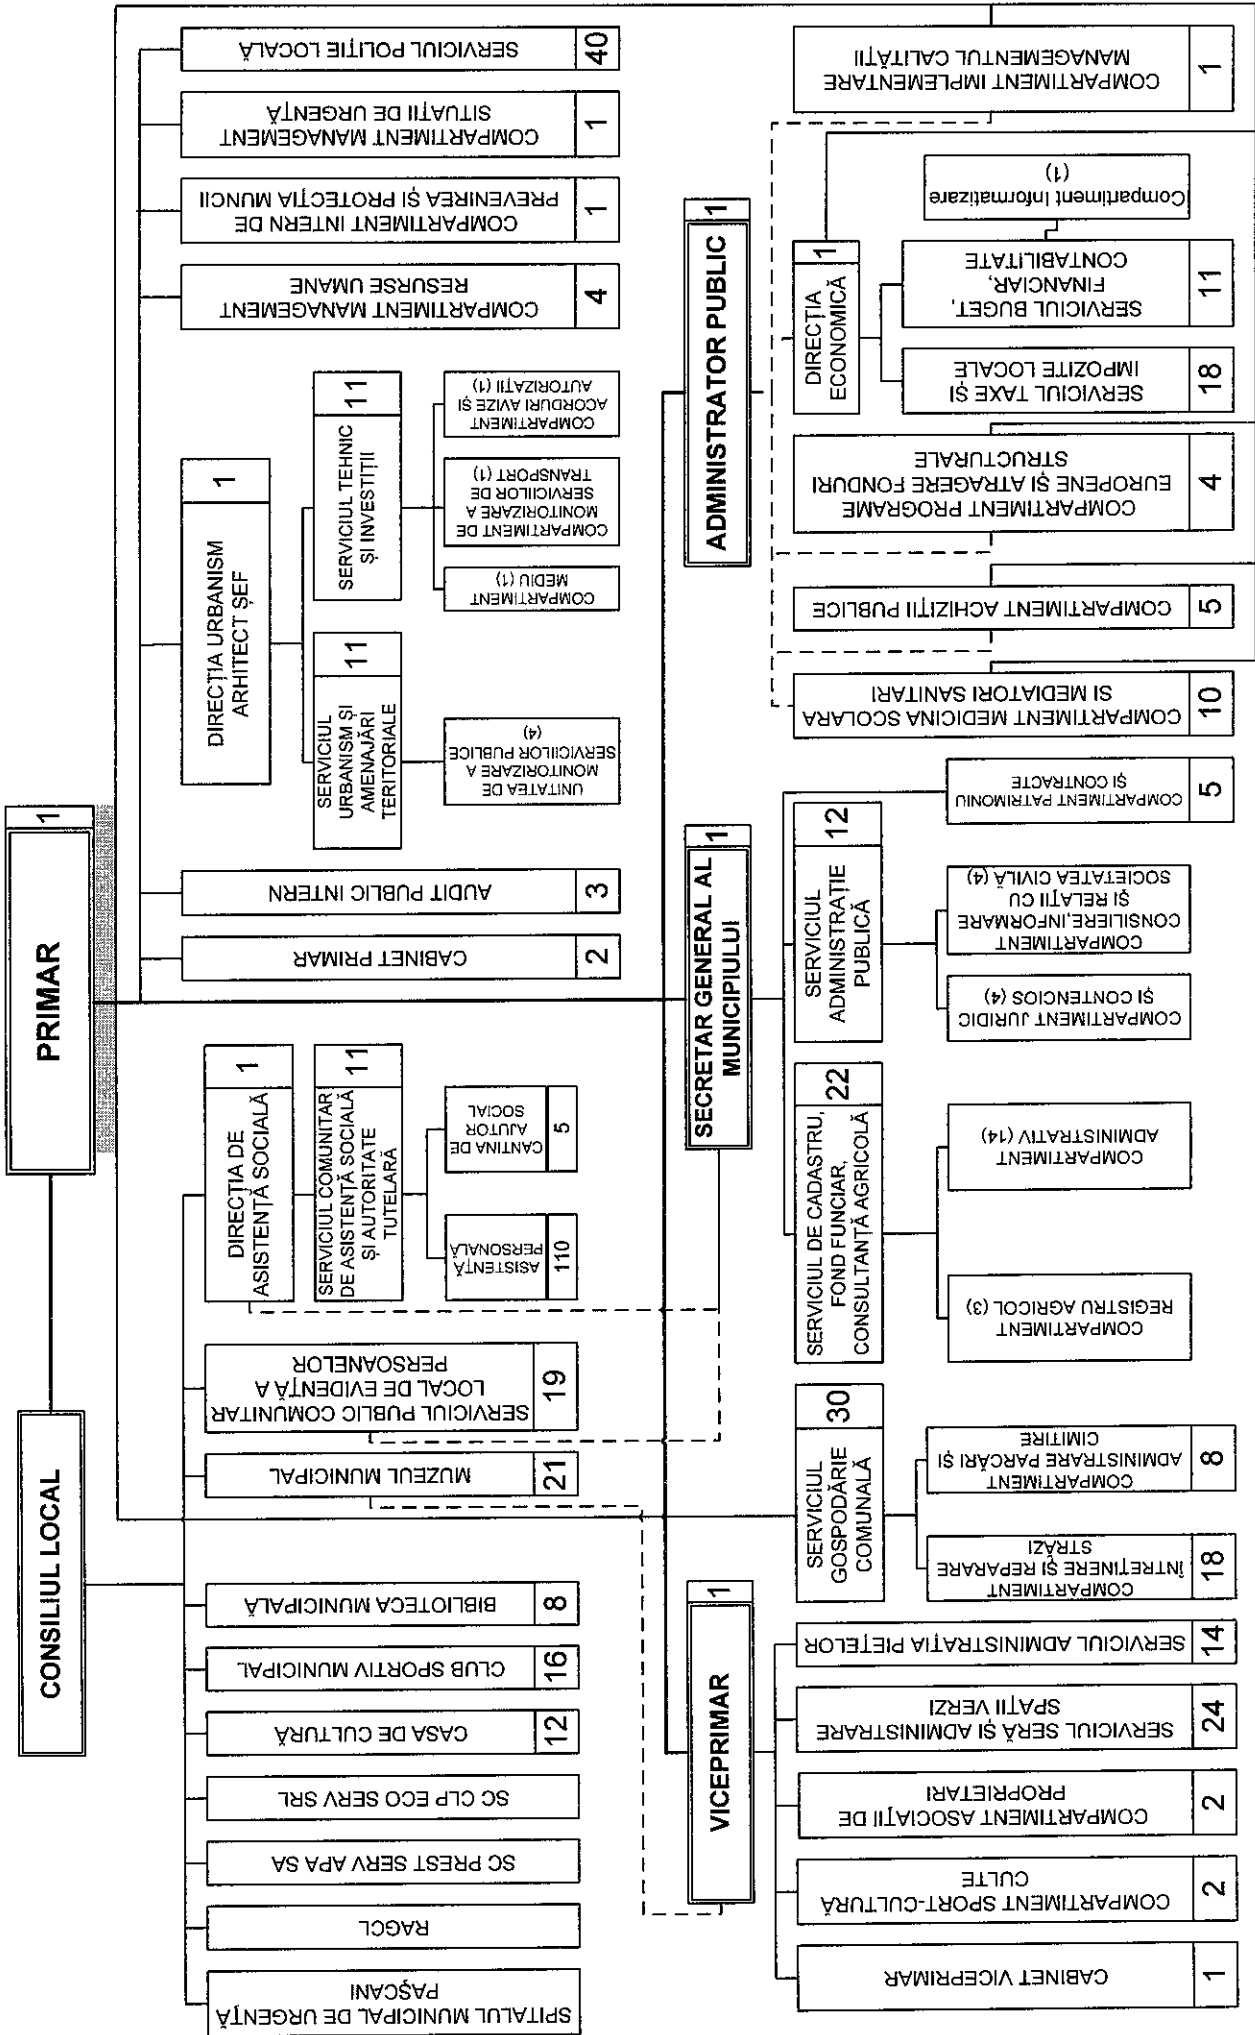 CONSILIUL LOCAL
PRIMAR
1
SPITALUL MUNICIPAL DE URGENȚĂ
PAȘCANI
RAGCL
SC PREST SERV APA SA
SC CLP ECO SERV SRL
CASA DE CULTURĂ
12
CLUB SPORTIV MUNICIPAL
16
BIBLIOTECA MUNICIPALĂ
8
MUZEUL MUNICIPAL
21
SERVICIUL PUBLIC COMUNITAR
LOCAL DE EVIDENȚĂ A
PERSOANELOR
19
DIRECȚIA DE
ASISTENȚĂ SOCIALĂ
1
SERVICIUL COMUNITAR
DE ASISTENȚĂ SOCIALĂ
ȘI AUTORITATE
TUTELARĂ
11
ASISTENȚĂ
PERSONALĂ
110
CANTINA DE
AJUTOR
SOCIAL
5
CABINET PRIMAR
2
AUDIT PUBLIC INTERN
3
DIRECȚIA URBANISM
ARHITECT ȘEF
1
SERVICIUL
URBANISM ȘI
AMENAJĂRI
TERITORIALE
11
UNITATEA DE
MONITORIZARE A
SERVICIILOR PUBLICE
(4)
SERVICIUL TEHNIC
ȘI INVESTIȚII
11
COMPARTIMENT
MEDIU (1)
COMPARTIMENT DE
MONITORIZARE A
SERVICIILOR DE
TRANSPORT (1)
COMPARTIMENT
ACORDURI AVIZE ȘI
AUTORIZAȚII (1)
COMPARTIMENT MANAGEMENT
RESURSE UMANE
4
COMPARTIMENT INTERN DE
PREVENIREA ȘI PROTECȚIA MUNCII
1
COMPARTIMENT MANAGEMENT
SITUAȚII DE URGENȚĂ
1
SERVICIUL POLIȚIE LOCALĂ
40
VICEPRIMAR
1
SECRETAR GENERAL AL
MUNICIPIULUI
1
ADMINISTRATOR PUBLIC
1
CABINET VICEPRIMAR
1
COMPARTIMENT SPORT-CULTURĂ
CULTE
2
COMPARTIMENT ASOCIAȚII DE
PROPRIETARI
2
SERVICIUL SERĂ ȘI ADMINISTRARE
SPAȚII VERZI
24
SERVICIUL ADMINISTRAȚIA PIEȚELOR
14
SERVICIUL
GOSPODĂRIE
COMUNALĂ
30
COMPARTIMENT
ÎNTREȚINERE ȘI REPARARE
STRĂZI
18
COMPARTIMENT
ADMINISTRARE PARCĂRI ȘI
CIMITIRE
8
SERVICIUL DE CADASTRU,
FOND FUNCIAR,
CONSULTANȚĂ AGRICOLĂ
22
COMPARTIMENT
REGISTRU AGRICOL (3)
COMPARTIMENT
ADMINISTRATIV (14)
SERVICIUL
ADMINISTRAȚIE
PUBLICĂ
12
COMPARTIMENT JURIDIC
ȘI CONTENCIOS (4)
COMPARTIMENT
CONSILIERE,INFORMARE
ȘI RELAȚII CU
SOCIETATEA CIVILĂ (4)
COMPARTIMENT PATRIMONIU
ȘI CONTRACTE
5
COMPARTIMENT MEDICINA SCOLARA
SI MEDIATORI SANITARI
10
COMPARTIMENT ACHIZIȚII PUBLICE
5
COMPARTIMENT PROGRAME
EUROPENE ȘI ATRAGERE FONDURI
STRUCTURALE
4
DIRECȚIA
ECONOMICĂ
1
SERVICIUL TAXE ȘI
IMPOZITE LOCALE
18
SERVICIUL BUGET,
FINANCIAR,
CONTABILITATE
11
Compartiment Informatizare
(1)
COMPARTIMENT IMPLEMENTARE
MANAGEMENTUL CALITĂȚII
1